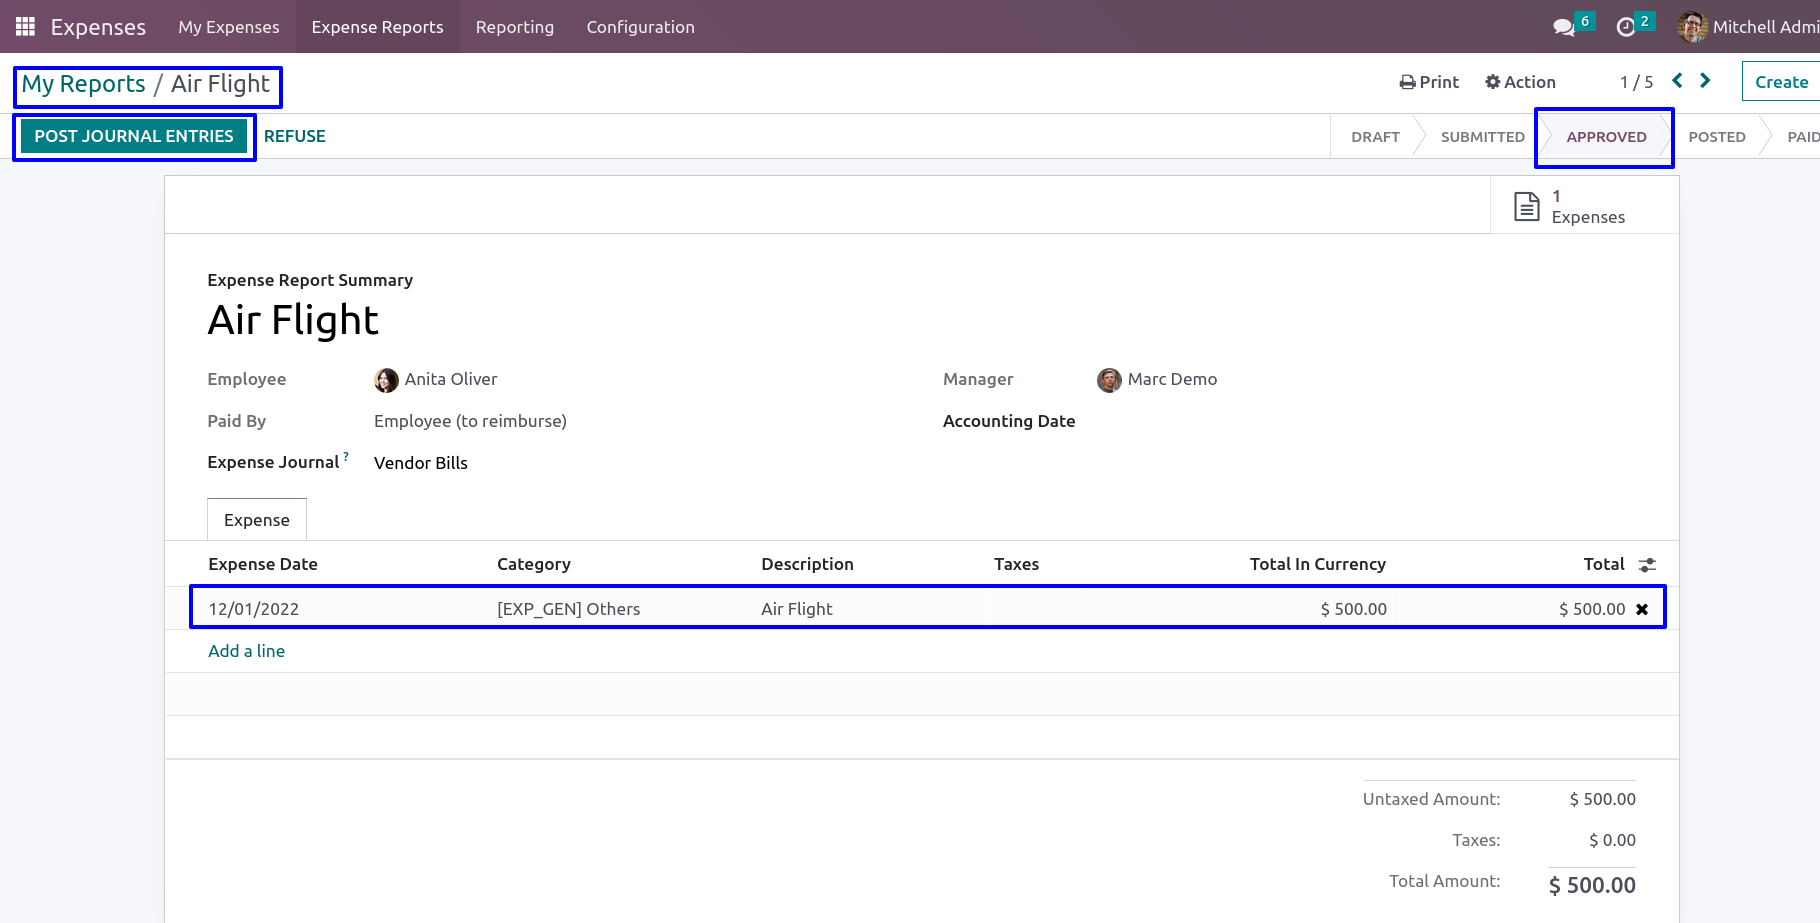 Expenses My Expenses Expense Reports Reporting Configuration 6 2 Mitchell Admi
My Reports / Air Flight Print Action 1 / 5 Create
POST JOURNAL ENTRIES REFUSE DRAFT SUBMITTED APPROVED POSTED PAID
1
Expenses
Expense Report Summary
Air Flight
Employee Anita Oliver Manager Marc Demo
Paid By Employee (to reimburse) Accounting Date
Expense Journal ? Vendor Bills
Expense
Expense Date Category Description Taxes Total In Currency Total
12/01/2022 [EXP_GEN] Others Air Flight $ 500.00 $ 500.00
Add a line
Untaxed Amount: $ 500.00
Taxes: $ 0.00
Total Amount: $ 500.00